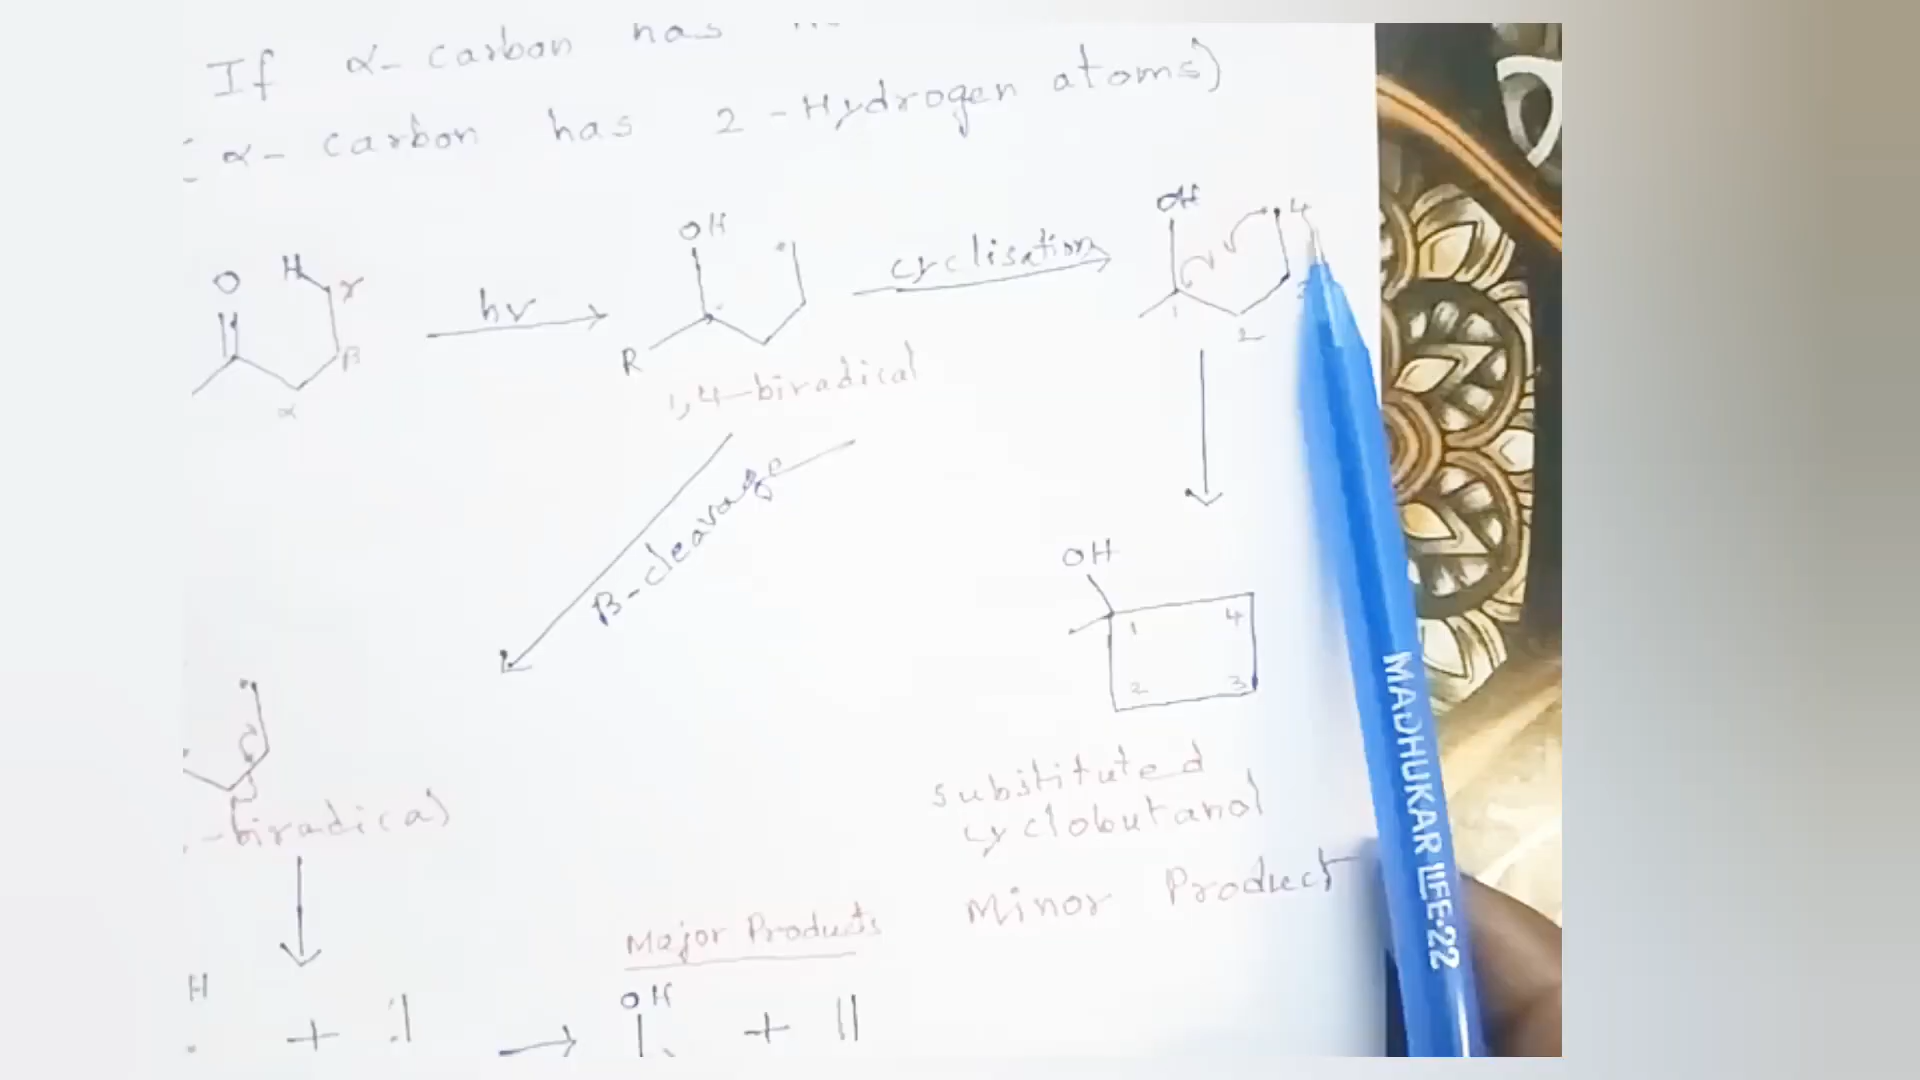 If α- carbon has
α- carbon has 2 - Hydrogen atoms)
O H γ β α
hν
OH R
1,4-biradical
cyclisation
OH 4 1 2
β-cleavage
OH 1 4 2 3
substituted
cyclobutanol
Minor Product
-biradical
Major Products
H + → OH +
MADHUKAR LIFE-22